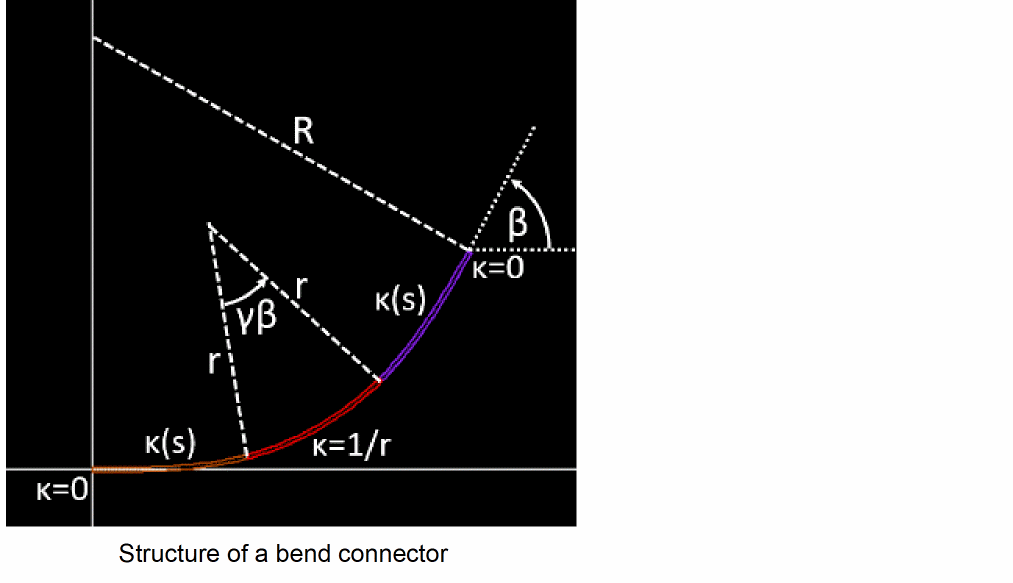 R
β
κ=0
r
κ(s)
γβ
r
κ(s)
κ=1/r
κ=0
Structure of a bend connector